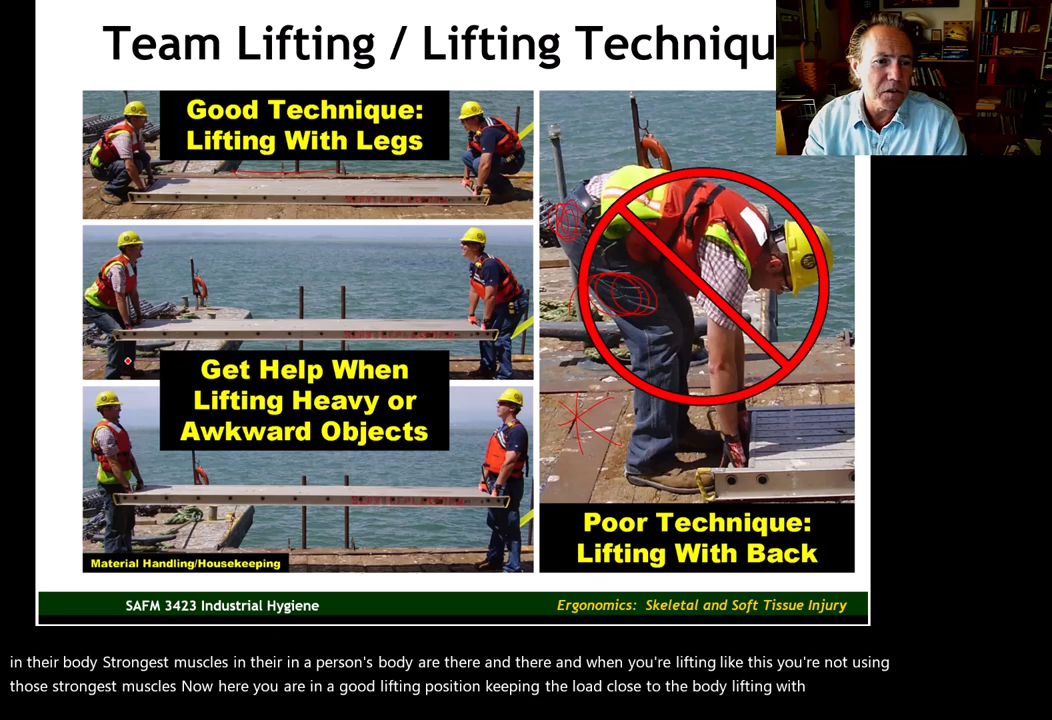 Team Lifting / Lifting Techniqu
Good Technique:
Lifting With Legs
Get Help When
Lifting Heavy or
Awkward Objects
Material Handling/Housekeeping
Poor Technique:
Lifting With Back
SAFM 3423 Industrial Hygiene
Ergonomics: Skeletal and Soft Tissue Injury
in their body Strongest muscles in their in a person's body are there and there and when you're lifting like this you're not using
those strongest muscles Now here you are in a good lifting position keeping the load close to the body lifting with